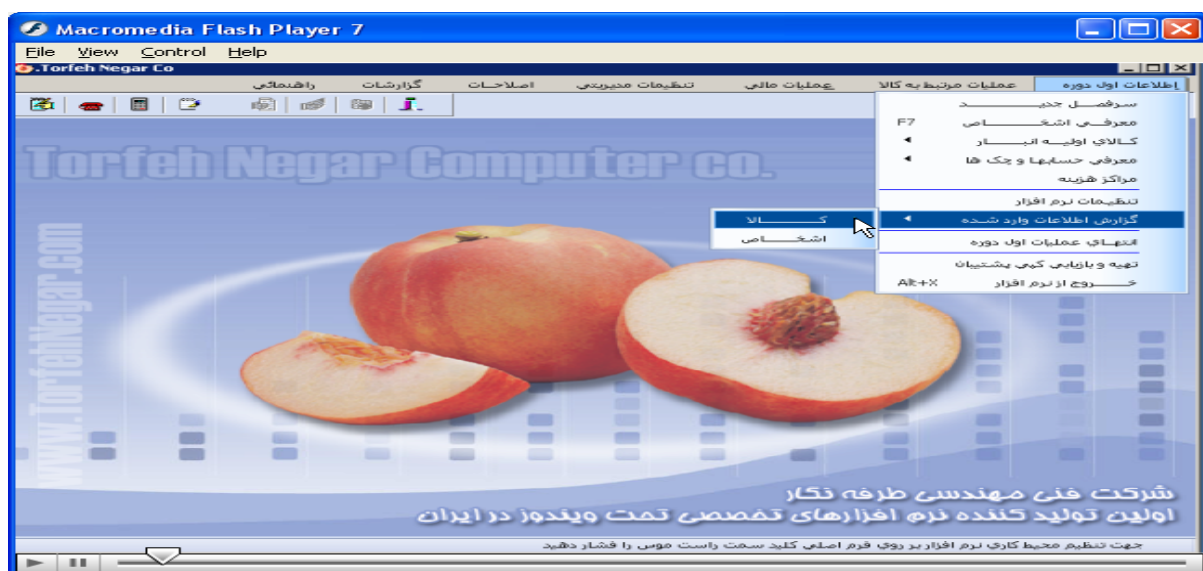 Macromedia Flash Player 7
File View Control Help
.Torfeh Negar Co
اطلاعات اول دوره عملیات مرتبط به کالا عملیات مالی تنظیمات مدیریتی اصلاحات گزارشات راهنمائی
سرفصل جدید
معرفی اشخاص F7
کالای اولیه انبار
معرفی حسابها و چک ها
مراکز هزینه
تنظیمات نرم افزار
گزارش اطلاعات وارد شده
کالا
اشخاص
انتهای عملیات اول دوره
تهیه و بازیابی کپی پشتیبان
خروج از نرم افزار Alt+X
Torfeh Negar Computer co.
www.TorfehNegar.com
شرکت فنی مهندسی طرفه نگار
اولین تولید کننده نرم افزارهای تخصصی تحت ویندوز در ایران
جهت تنظیم محیط کاری نرم افزار بر روی فرم اصلی کلید سمت راست موس را فشار دهید